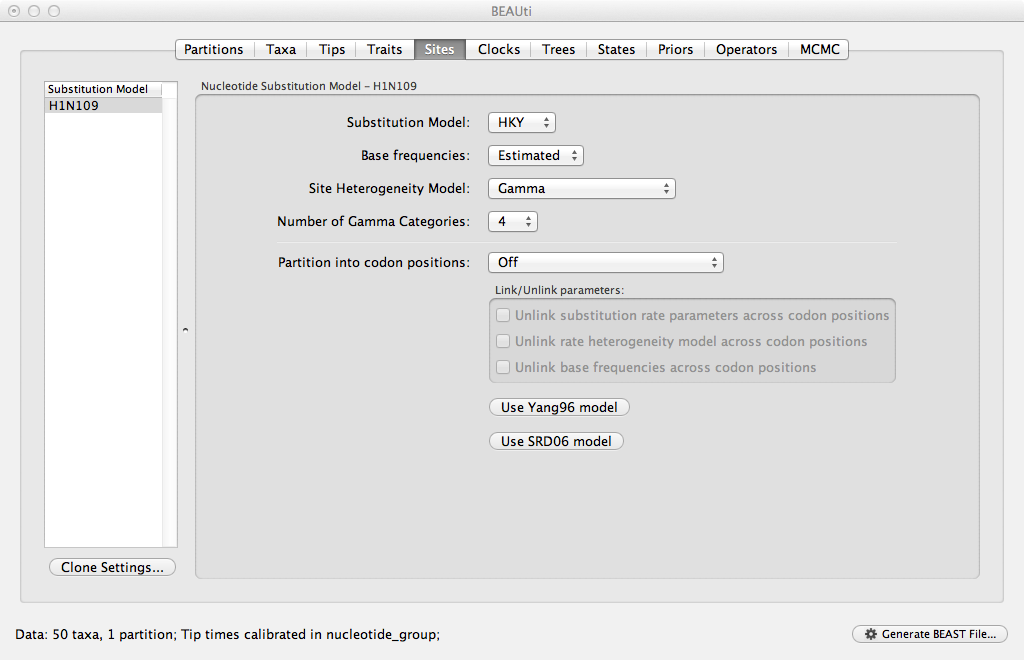 BEAUti
Partitions Taxa Tips Traits Sites Clocks Trees States Priors Operators MCMC
Substitution Model
H1N109
Nucleotide Substitution Model – H1N109
Substitution Model: HKY
Base frequencies: Estimated
Site Heterogeneity Model: Gamma
Number of Gamma Categories: 4
Partition into codon positions: Off
Link/Unlink parameters:
Unlink substitution rate parameters across codon positions
Unlink rate heterogeneity model across codon positions
Unlink base frequencies across codon positions
Use Yang96 model
Use SRD06 model
Clone Settings...
Data: 50 taxa, 1 partition; Tip times calibrated in nucleotide_group;
Generate BEAST File...